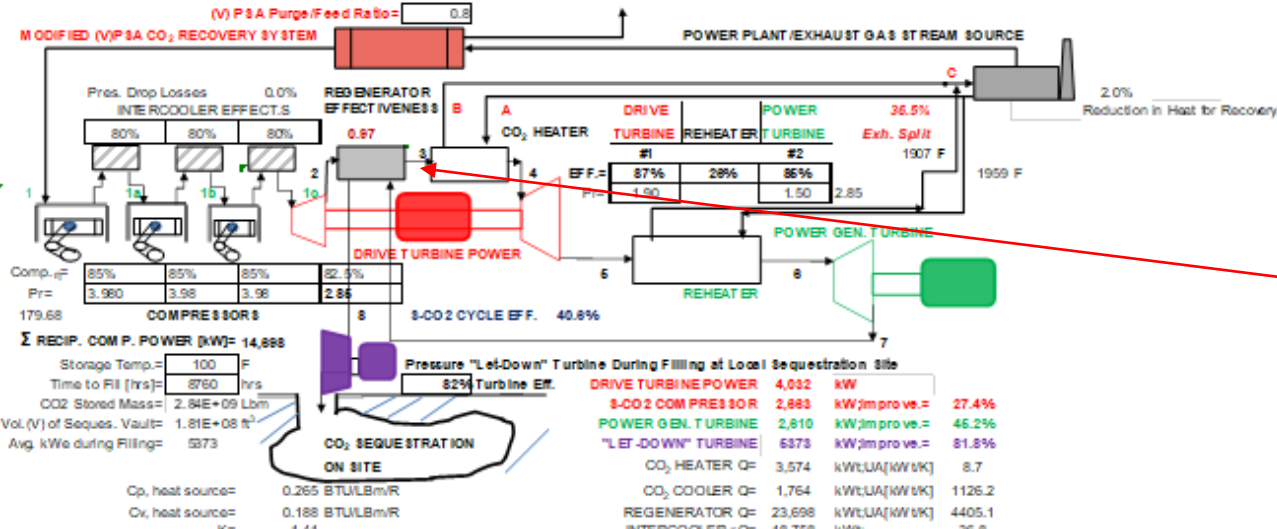 (V) PSA Purge/Feed Ratio= 0.8
MODIFIED (V)PSA CO2 RECOVERY SYSTEM
POWER PLANT/EXHAUST GAS STREAM SOURCE
Pres. Drop Losses 0.0%
INTERCOOLER EFFECT.S
80% 80% 80%
REGENERATOR
EFFECTIVENESS
0.97
B
A
C
CO2 HEATER
DRIVE TURBINE
REHEATER
POWER TURBINE
#1 #2
EFF.= 87% 26% 85%
Pr= 1.90 1.50 2.85
36.5%
Exh. Split
1907 F
1959 F
2.0%
Reduction in Heat for Recovery
1 1a 1b 1c 2 3 4
DRIVE TURBINE POWER
POWER GEN. TURBINE
5 6
REHEATER
Comp.η= 85% 85% 85% 82.5%
Pr= 3.980 3.98 3.98 2.85
179.68 COMPRESSORS
8
S-CO2 CYCLE EFF. 40.6%
7
Σ RECIP. COMP. POWER [kW]= 14,698
Storage Temp.= 100 F
Time to Fill [hrs]= 8760 hrs
CO2 Stored Mass= 2.84E+09 Lbm
Vol.(V) of Seques. Vault= 1.81E+08 ft3
Avg. kWe during Filling= 5373
Pressure "Let-Down" Turbine During Filling at Local Sequestration Site
82% Turbine Eff.
CO2 SEQUESTRATION
ON SITE
DRIVE TURBINE POWER 4,032 kW
S-CO2 COMPRESSOR 2,663 kW;improve.= 27.4%
POWER GEN. TURBINE 2,610 kW;improve.= 45.2%
"LET-DOWN" TURBINE 5373 kW;improve.= 81.8%
CO2 HEATER Q= 3,574 kWt;UA[kWt/K] 8.7
Cp, heat source= 0.265 BTU/LBm/R
CO2 COOLER Q= 1,764 kWt;UA[kWt/K] 1126.2
Cv, heat source= 0.188 BTU/LBm/R
REGENERATOR Q= 23,698 kWt;UA[kWt/K] 4405.1